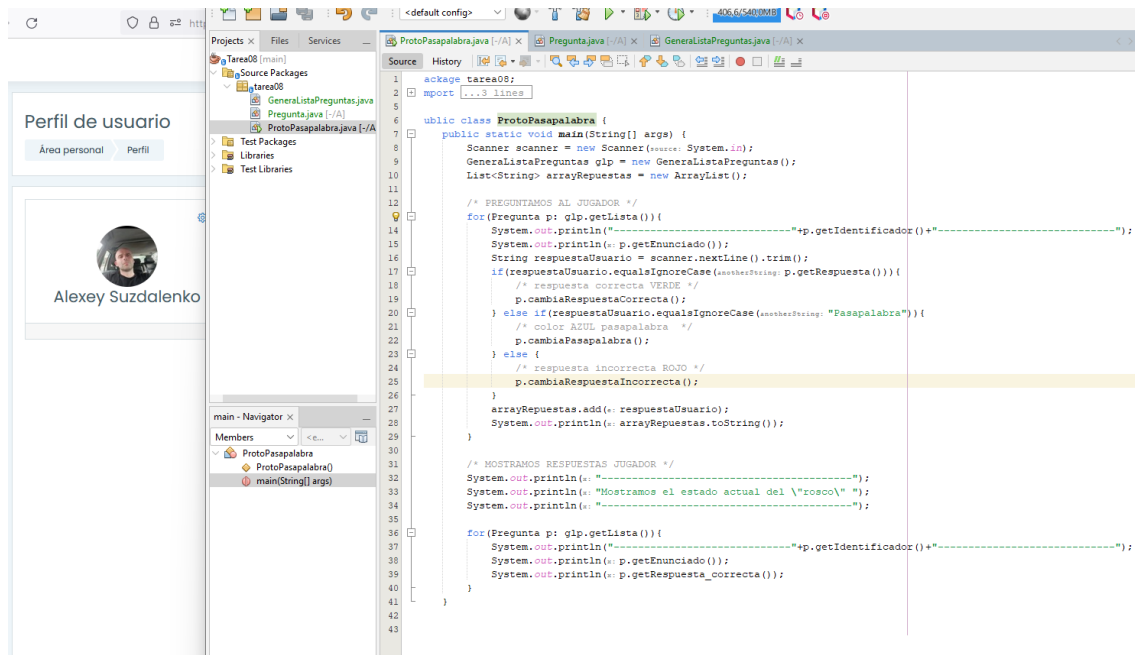 http
Perfil de usuario
Área personal
Perfil
Alexey Suzdalenko
<default config>
406,6/540,0MB
Projects
Files
Services
Tarea08 [main]
Source Packages
tarea08
GeneraListaPreguntas.java
Pregunta.java [-/A]
ProtoPasapalabra.java [-/A
Test Packages
Libraries
Test Libraries
main - Navigator
Members
<e...
ProtoPasapalabra
ProtoPasapalabra()
main(String[] args)
ProtoPasapalabra.java [-/A]
Pregunta.java [-/A]
GeneraListaPreguntas.java [-/A]
Source
History
1 ackage tarea08;
2 mport ...3 lines
5
6 ublic class ProtoPasapalabra {
7 public static void main(String[] args) {
8 Scanner scanner = new Scanner(source: System.in);
9 GeneraListaPreguntas glp = new GeneraListaPreguntas();
10 List<String> arrayRepuestas = new ArrayList();
11
12 /* PREGUNTAMOS AL JUGADOR */
for(Pregunta p: glp.getLista()){
14 System.out.println("-----------------------------"+p.getIdentificador()+"-----------------------------");
15 System.out.println(x: p.getEnunciado());
16 String respuestaUsuario = scanner.nextLine().trim();
17 if(respuestaUsuario.equalsIgnoreCase(anotherString: p.getRespuesta())){
18 /* respuesta correcta VERDE */
19 p.cambiaRespuestaCorrecta();
20 } else if(respuestaUsuario.equalsIgnoreCase(anotherString: "Pasapalabra")){
21 /* color AZUL pasapalabra */
22 p.cambiaPasapalabra();
23 } else {
24 /* respuesta incorrecta ROJO */
25 p.cambiaRespuestaIncorrecta();
26 }
27 arrayRepuestas.add(e: respuestaUsuario);
28 System.out.println(x: arrayRepuestas.toString());
29 }
30
31 /* MOSTRAMOS RESPUESTAS JUGADOR */
32 System.out.println(x: "-----------------------------------------");
33 System.out.println(x: "Mostramos el estado actual del \"rosco\" ");
34 System.out.println(x: "-----------------------------------------");
35
36 for(Pregunta p: glp.getLista()){
37 System.out.println("-----------------------------"+p.getIdentificador()+"-----------------------------");
38 System.out.println(x: p.getEnunciado());
39 System.out.println(x: p.getRespuesta_correcta());
40 }
41 }
42
43